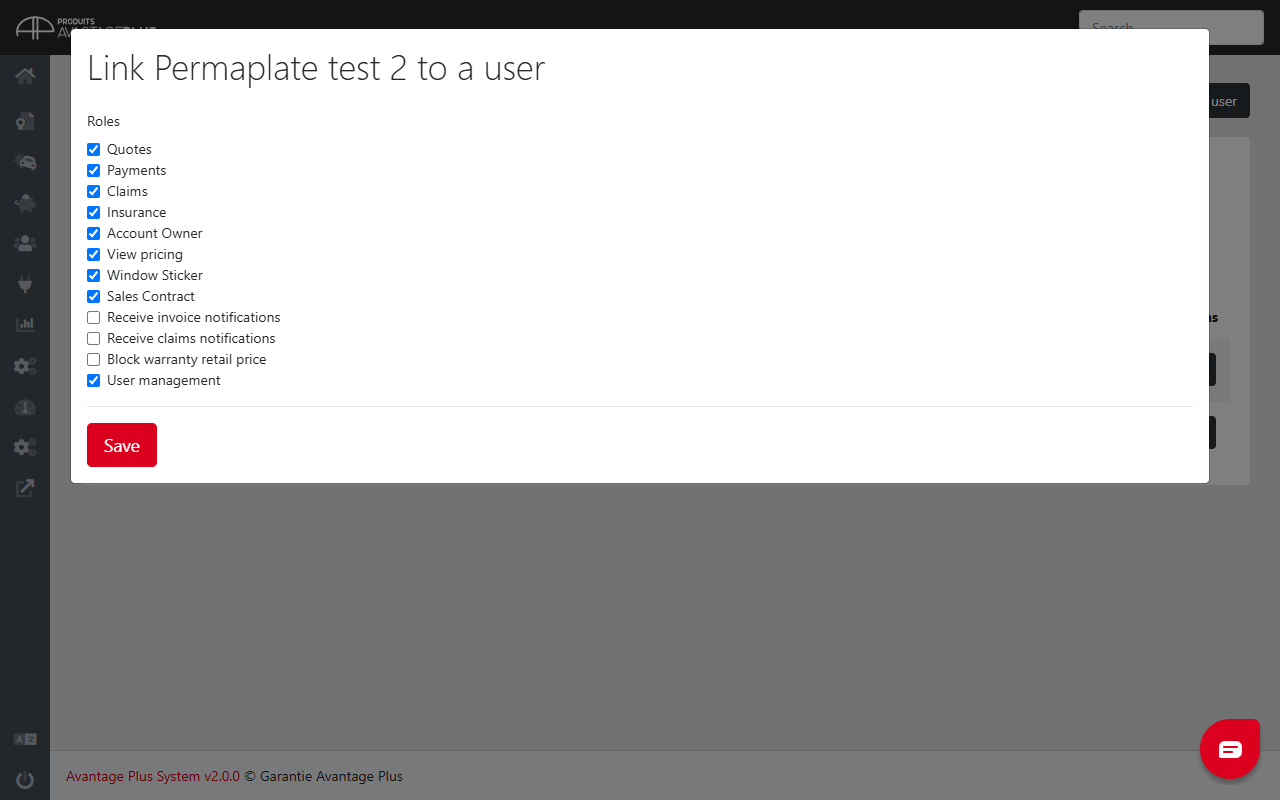 PRODUITS
AVANTAGEPLUS
Search
Link Permaplate test 2 to a user
user
Roles
Quotes
Payments
Claims
Insurance
Account Owner
View pricing
Window Sticker
Sales Contract
Receive invoice notifications
Receive claims notifications
Block warranty retail price
User management
Save
Avantage Plus System v2.0.0 © Garantie Avantage Plus